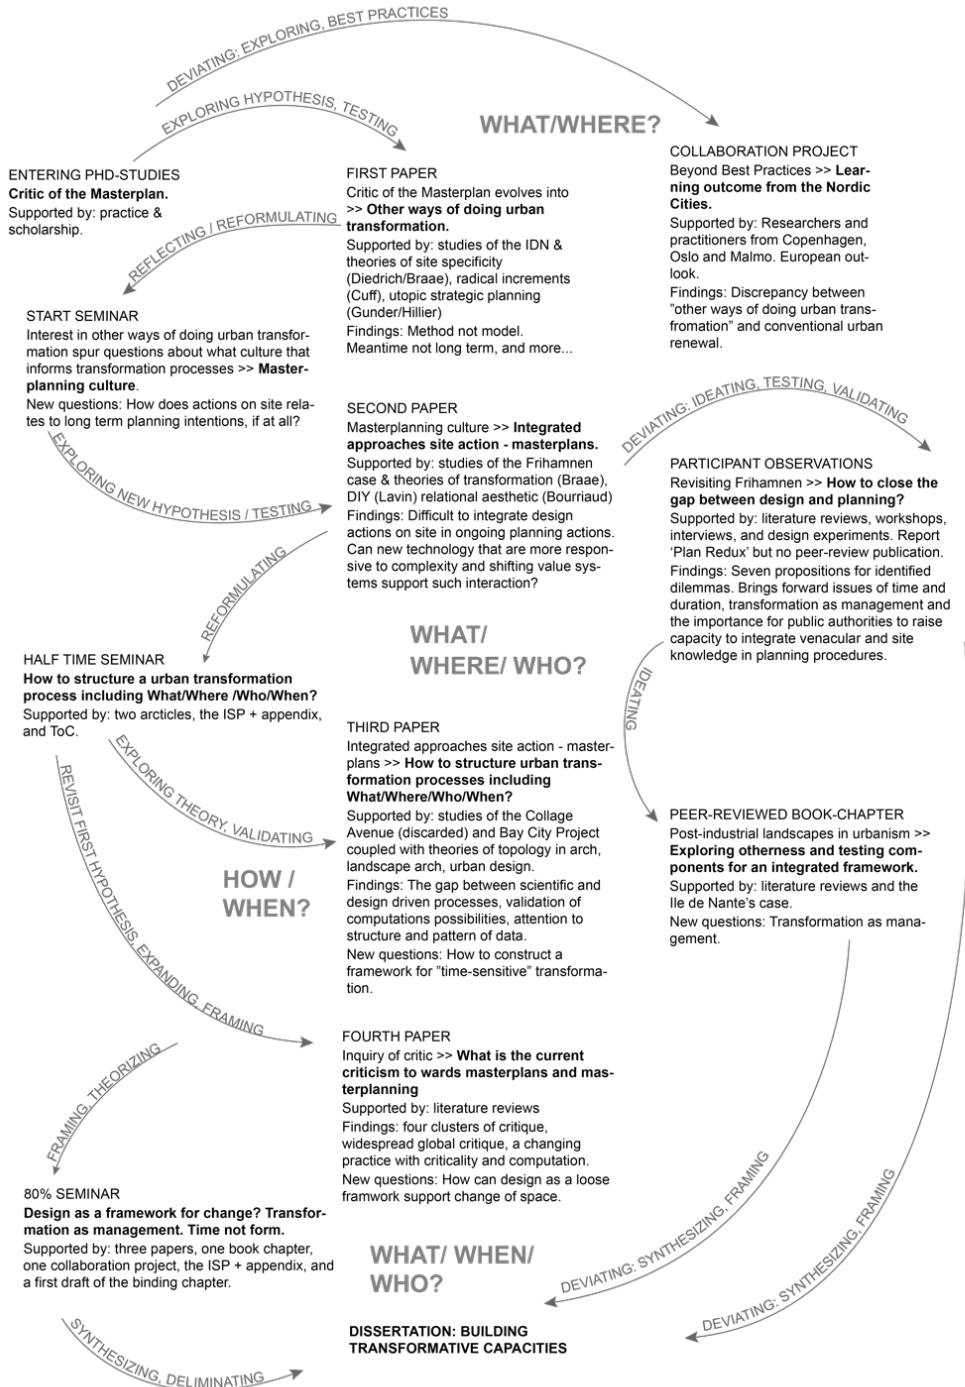 DEVIATING: EXPLORING, BEST PRACTICES
EXPLORING HYPOTHESIS, TESTING
WHAT/WHERE?
ENTERING PHD-STUDIES
Critic of the Masterplan.
Supported by: practice &
scholarship.
FIRST PAPER
Critic of the Masterplan evolves into
>> Other ways of doing urban
transformation.
Supported by: studies of the IDN &
theories of site specificity
(Diedrich/Braae), radical increments
(Cuff), utopic strategic planning
(Gunder/Hillier)
Findings: Method not model.
Meantime not long term, and more...
COLLABORATION PROJECT
Beyond Best Practices >> Lear-
ning outcome from the Nordic
Cities.
Supported by: Researchers and
practitioners from Copenhagen,
Oslo and Malmo. European out-
look.
Findings: Discrepancy between
"other ways of doing urban trans-
fromation" and conventional urban
renewal.
REFLECTING / REFORMULATING
START SEMINAR
Interest in other ways of doing urban transfor-
mation spur questions about what culture that
informs transformation processes >> Master-
planning culture.
New questions: How does actions on site rela-
tes to long term planning intentions, if at all?
EXPLORING NEW HYPOTHESIS / TESTING
SECOND PAPER
Masterplanning culture >> Integrated
approaches site action - masterplans.
Supported by: studies of the Frihamnen
case & theories of transformation (Braae),
DIY (Lavin) relational aesthetic (Bourriaud)
Findings: Difficult to integrate design
actions on site in ongoing planning actions.
Can new technology that are more respon-
sive to complexity and shifting value sys-
tems support such interaction?
DEVIATING: IDEATING, TESTING, VALIDATING
PARTICIPANT OBSERVATIONS
Revisiting Frihamnen >> How to close the
gap between design and planning?
Supported by: literature reviews, workshops,
interviews, and design experiments. Report
'Plan Redux' but no peer-review publication.
Findings: Seven propositions for identified
dilemmas. Brings forward issues of time and
duration, transformation as management and
the importance for public authorities to raise
capacity to integrate venacular and site
knowledge in planning procedures.
REFORMULATING
WHAT/
WHERE/ WHO?
HALF TIME SEMINAR
How to structure a urban transformation
process including What/Where /Who/When?
Supported by: two arcticles, the ISP + appendix,
and ToC.
EXPLORING THEORY, VALIDATING
REVISIT FIRST HYPOTHESIS, EXPANDING, FRAMING
IDEATING
THIRD PAPER
Integrated approaches site action - master-
plans >> How to structure urban trans-
formation processes including
What/Where/Who/When?
Supported by: studies of the Collage
Avenue (discarded) and Bay City Project
coupled with theories of topology in arch,
landscape arch, urban design.
Findings: The gap between scientific and
design driven processes, validation of
computations possibilities, attention to
structure and pattern of data.
New questions: How to construct a
framework for "time-sensitive" transforma-
tion.
HOW /
WHEN?
PEER-REVIEWED BOOK-CHAPTER
Post-industrial landscapes in urbanism >>
Exploring otherness and testing com-
ponents for an integrated framework.
Supported by: literature reviews and the
Ile de Nante's case.
New questions: Transformation as mana-
gement.
FOURTH PAPER
Inquiry of critic >> What is the current
criticism to wards masterplans and mas-
terplanning
Supported by: literature reviews
Findings: four clusters of critique,
widespread global critique, a changing
practice with criticality and computation.
New questions: How can design as a loose
framwork support change of space.
FRAMING, THEORIZING
80% SEMINAR
Design as a framework for change? Transfor-
mation as management. Time not form.
Supported by: three papers, one book chapter,
one collaboration project, the ISP + appendix, and
a first draft of the binding chapter.
WHAT/ WHEN/
WHO?
DEVIATING: SYNTHESIZING, FRAMING
DEVIATING: SYNTHESIZING, FRAMING
SYNTHESIZING, DELIMINATING
DISSERTATION: BUILDING
TRANSFORMATIVE CAPACITIES